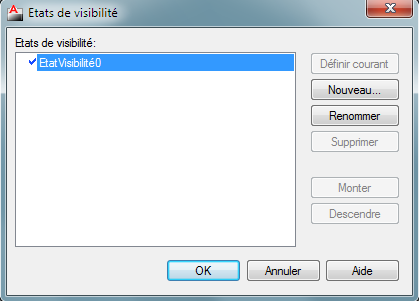 Etats de visibilité
Etats de visibilité:
EtatVisibilité0
Définir courant
Nouveau...
Renommer
Supprimer
Monter
Descendre
OK
Annuler
Aide